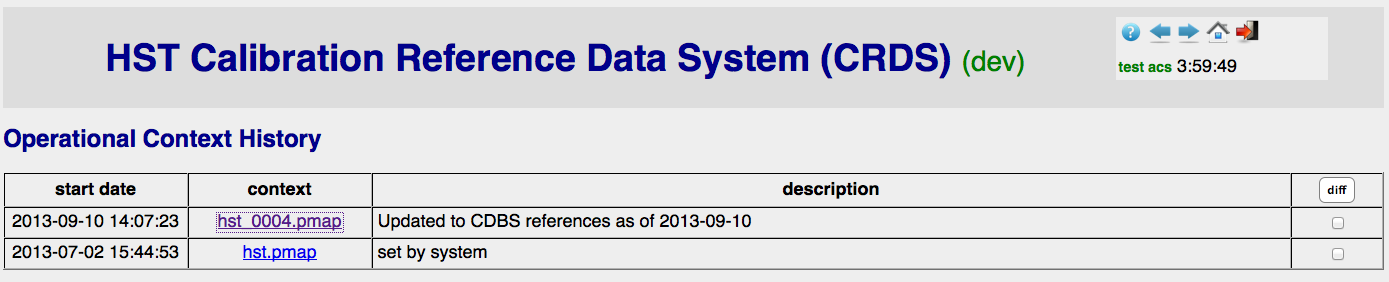 HST Calibration Reference Data System (CRDS) (dev)
?
test acs 3:59:49
Operational Context History
start date context description diff
2013-09-10 14:07:23 hst_0004.pmap Updated to CDBS references as of 2013-09-10
2013-07-02 15:44:53 hst.pmap set by system